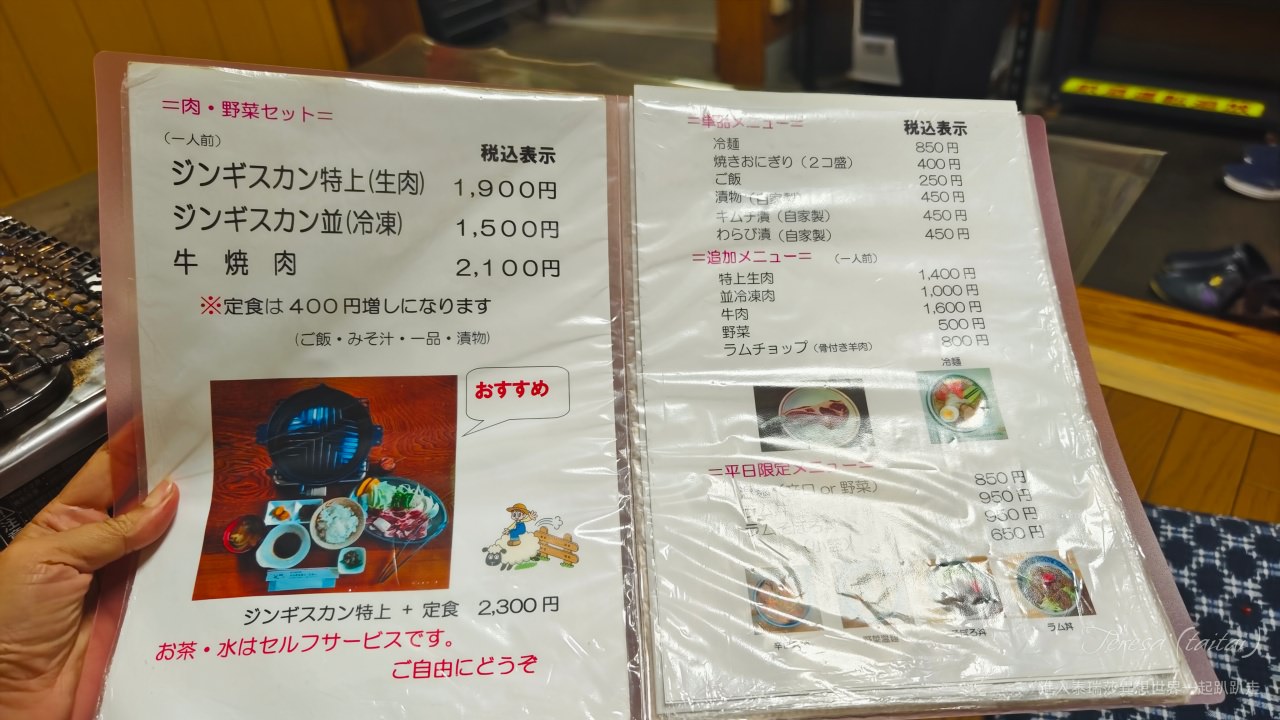 ＝肉・野菜セット＝
（一人前）
税込表示
ジンギスカン特上(生肉) 1,900円
ジンギスカン並(冷凍) 1,500円
牛 焼 肉 2,100円
※定食は400円増しになります
（ご飯・みそ汁・一品・漬物）
おすすめ
ジンギスカン特上 + 定食 2,300円
お茶・水はセルフサービスです。
ご自由にどうぞ
＝単品メニュー＝ 税込表示
冷麺 850円
焼きおにぎり（2コ盛） 400円
ご飯 250円
漬物（自家製） 450円
キムチ漬（自家製） 450円
わらび漬（自家製） 450円
＝追加メニュー＝ （一人前）
特上生肉 1,400円
並冷凍肉 1,000円
牛肉 1,600円
野菜 500円
ラムチョップ（骨付き羊肉） 800円
冷麺
＝平日限定メニュー＝
（辛口 or 野菜） 850円
950円
950円
ラム 650円
ラム丼
Teresa (taitai)